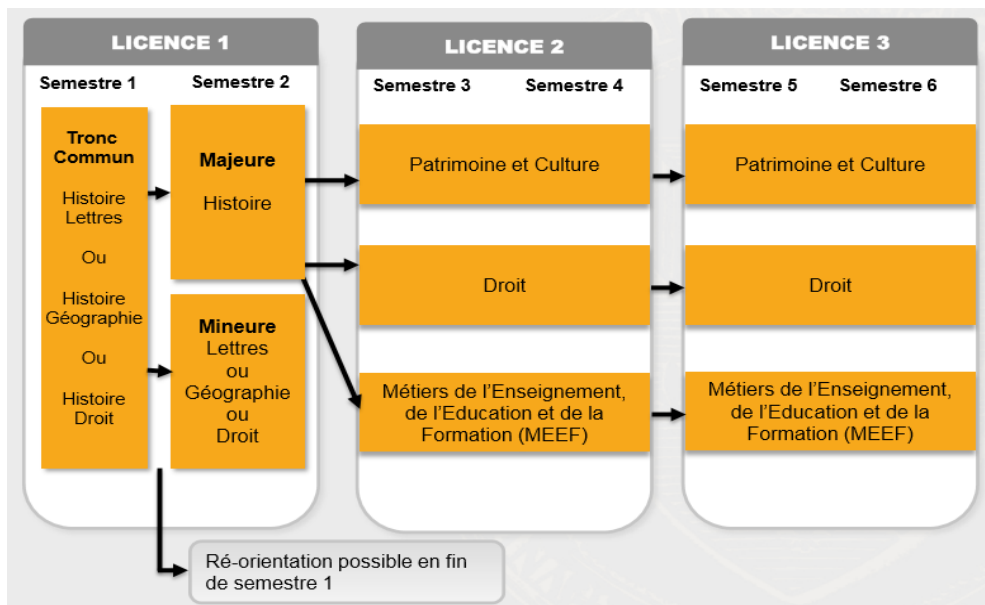 LICENCE 1
Semestre 1
Semestre 2
Tronc
Commun
Histoire
Lettres
Ou
Histoire
Géographie
Ou
Histoire
Droit
Majeure
Histoire
Mineure
Lettres
ou
Géographie
ou
Droit
Ré-orientation possible en fin
de semestre 1
LICENCE 2
Semestre 3
Semestre 4
Patrimoine et Culture
Droit
Métiers de l'Enseignement,
de l'Education et de la
Formation (MEEF)
LICENCE 3
Semestre 5
Semestre 6
Patrimoine et Culture
Droit
Métiers de l'Enseignement,
de l'Education et de la
Formation (MEEF)